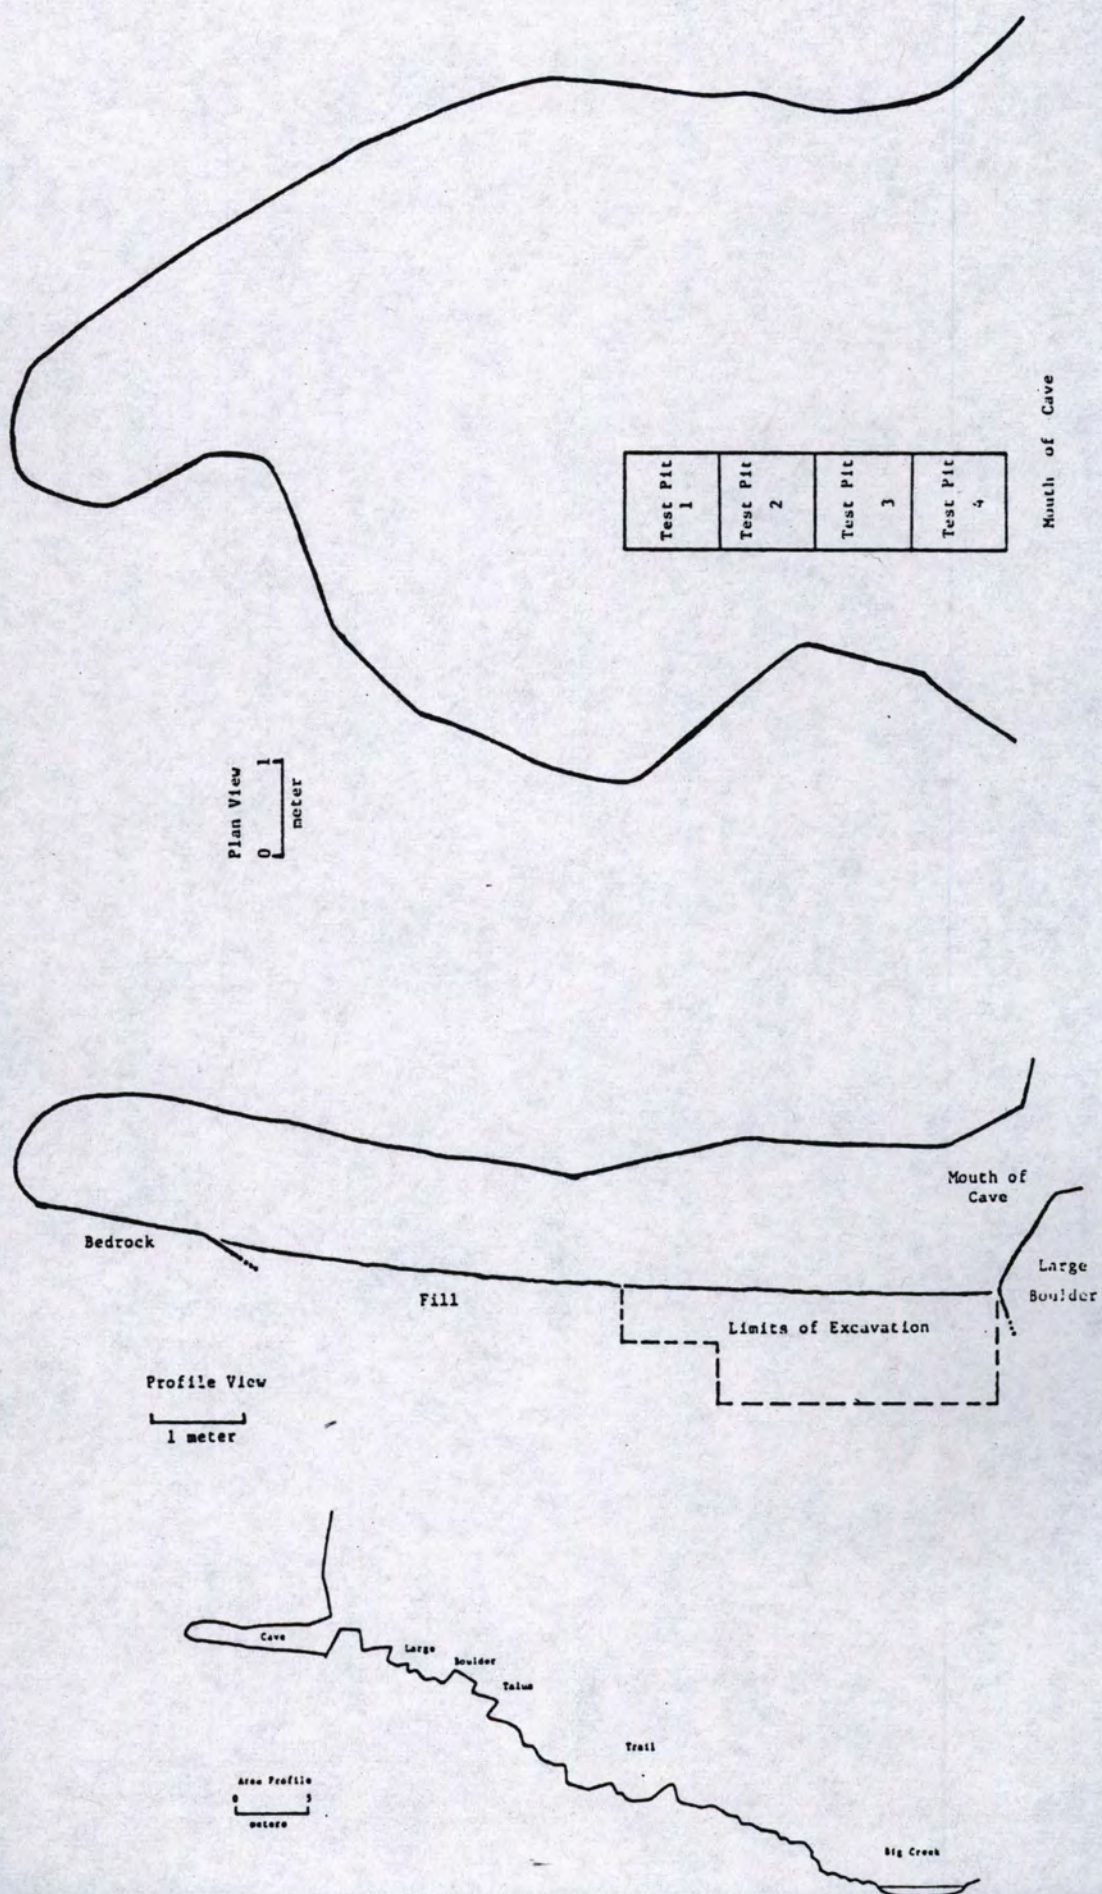 Test Pit
1
Test Pit
2
Test Pit
3
Test Pit
4
Mouth of Cave
Plan View
0 1
meter
Mouth of
Cave
Bedrock
Large
Boulder
Fill
Limits of Excavation
Profile View
1 meter
Cave
Large
Boulder
Talus
Trail
Area Profile
0 5
meters
Big Creek